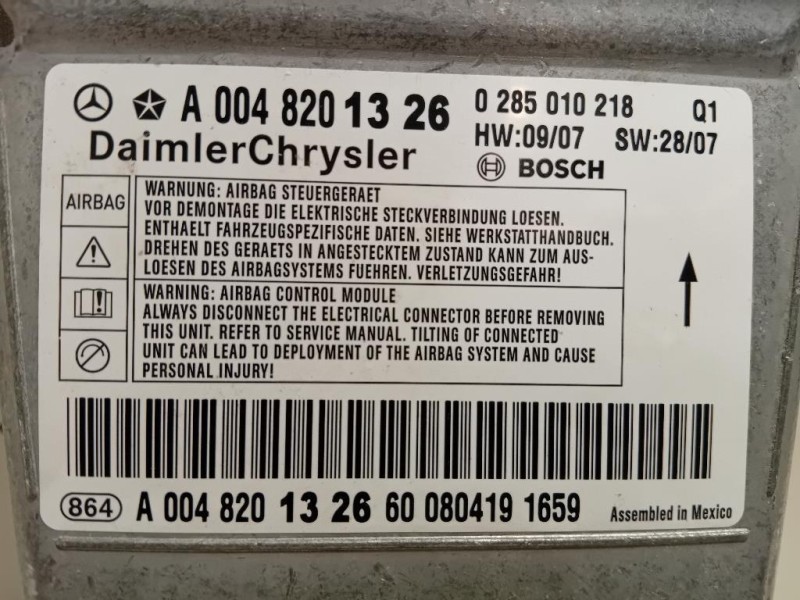 A 004 820 13 26
0 285 010 218 Q1
HW:09/07 SW:28/07
DaimlerChrysler
BOSCH
AIRBAG
WARNUNG: AIRBAG STEUERGERAET
VOR DEMONTAGE DIE ELEKTRISCHE STECKVERBINDUNG LOESEN.
ENTHAELT FAHRZEUGSPEZIFISCHE DATEN. SIEHE WERKSTATTHANDBUCH.
DREHEN DES GERAETS IN ANGESTECKTEM ZUSTAND KANN ZUM AUS-
LOESEN DES AIRBAGSYSTEMS FUEHREN. VERLETZUNGSGEFAHR!
WARNING: AIRBAG CONTROL MODULE
ALWAYS DISCONNECT THE ELECTRICAL CONNECTOR BEFORE REMOVING
THIS UNIT. REFER TO SERVICE MANUAL. TILTING OF CONNECTED
UNIT CAN LEAD TO DEPLOYMENT OF THE AIRBAG SYSTEM AND CAUSE
PERSONAL INJURY!
864 A 004 820 13 26 60 080419 1659
Assembled in Mexico